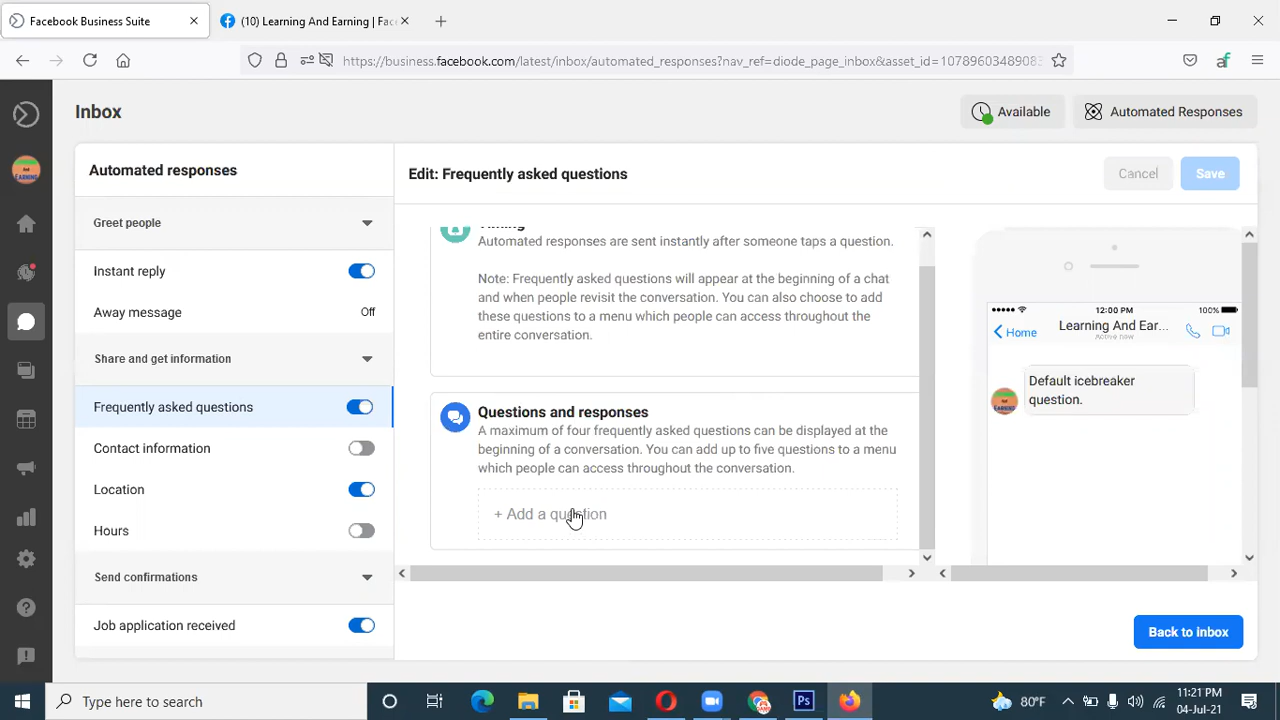 Facebook Business Suite
(10) Learning And Earning | Fac
https://business.facebook.com/latest/inbox/automated_responses?nav_ref=diode_page_inbox&asset_id=10789603489083
Inbox
Available
Automated Responses
Automated responses
Edit: Frequently asked questions
Cancel
Save
Greet people
Instant reply
Away message
Off
Share and get information
Frequently asked questions
Contact information
Location
Hours
Send confirmations
Job application received
Timing
Automated responses are sent instantly after someone taps a question.
Note: Frequently asked questions will appear at the beginning of a chat
and when people revisit the conversation. You can also choose to add
these questions to a menu which people can access throughout the
entire conversation.
Questions and responses
A maximum of four frequently asked questions can be displayed at the
beginning of a conversation. You can add up to five questions to a menu
which people can access throughout the conversation.
+ Add a question
12:00 PM
100%
Home
Learning And Ear...
Active now
Default icebreaker
question.
Back to inbox
Type here to search
80°F
11:21 PM
04-Jul-21